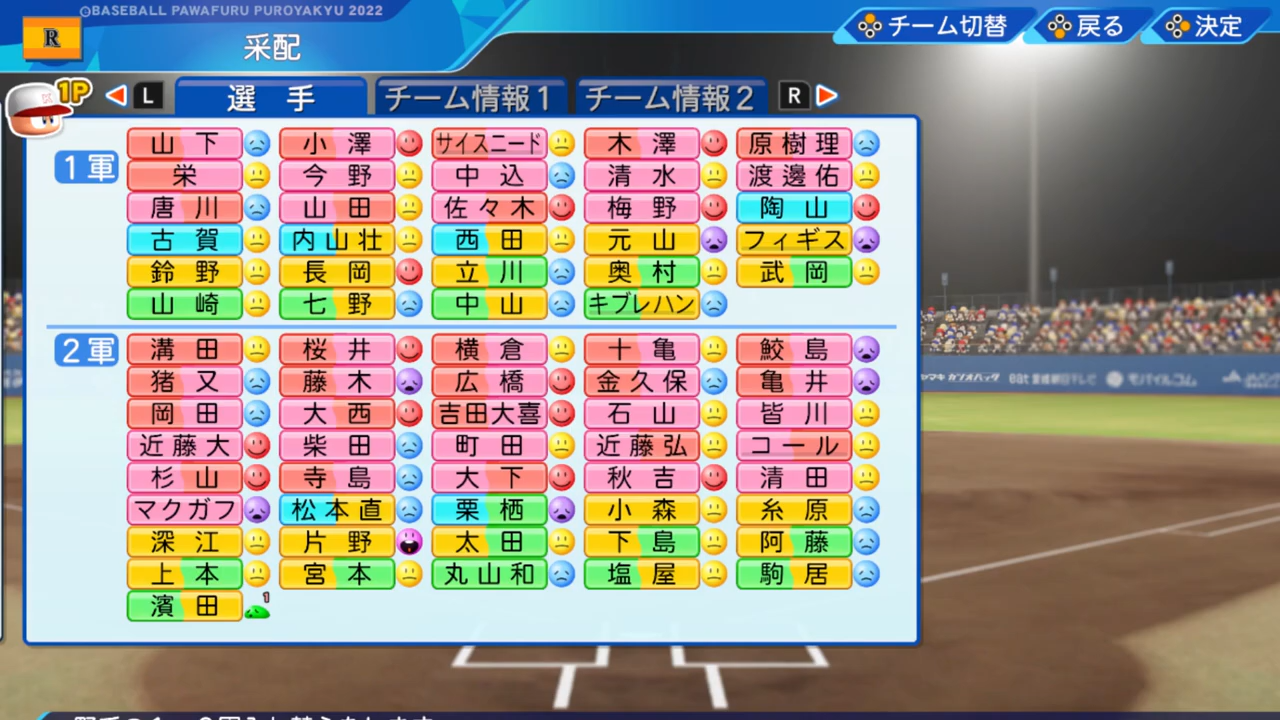 ©BASEBALL PAWAFURU PUROYAKYU 2022
R 采配 チーム切替 戻る 決定
1P L 選手 チーム情報1 チーム情報2 R
1軍
山下 小澤 サイスニード 木澤 原樹理
栄 今野 中込 清水 渡邊佑
唐川 山田 佐々木 梅野 陶山
古賀 内山壮 西田 元山 フィギス
鈴野 長岡 立川 奥村 武岡
山崎 七野 中山 キブレハン
2軍
溝田 桜井 横倉 十亀 鮫島
猪又 藤木 広橋 金久保 亀井
岡田 大西 吉田大喜 石山 皆川
近藤大 柴田 町田 近藤弘 コール
杉山 寺島 大下 秋吉 清田
マクガフ 松本直 栗栖 小森 糸原
深江 片野 太田 下島 阿藤
上本 宮本 丸山和 塩屋 駒居
濱田 1
モバイルコム